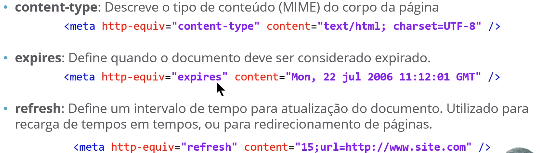 • content-type: Descreve o tipo de conteúdo (MIME) do corpo da página
<meta http-equiv="content-type" content="text/html; charset=UTF-8" />
• expires: Define quando o documento deve ser considerado expirado.
<meta http-equiv="expires" content="Mon, 22 jul 2006 11:12:01 GMT" />
• refresh: Define um intervalo de tempo para atualização do documento. Utilizado para
recarga de tempos em tempos, ou para redirecionamento de páginas.
<meta http-equiv="refresh" content="15;url=http://www.site.com" />